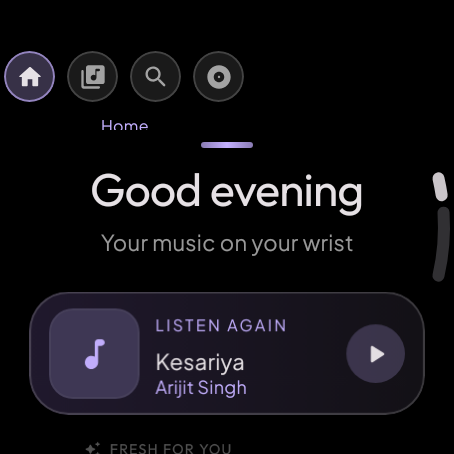 Home
Good evening
Your music on your wrist
LISTEN AGAIN
Kesariya
Arijit Singh
FRESH FOR YOU